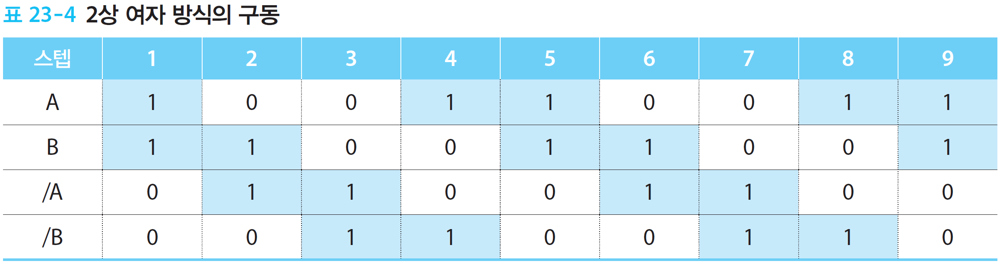 표 23-4 2상 여자 방식의 구동
스텝 1 2 3 4 5 6 7 8 9
A 1 0 0 1 1 0 0 1 1
B 1 1 0 0 1 1 0 0 1
/A 0 1 1 0 0 1 1 0 0
/B 0 0 1 1 0 0 1 1 0